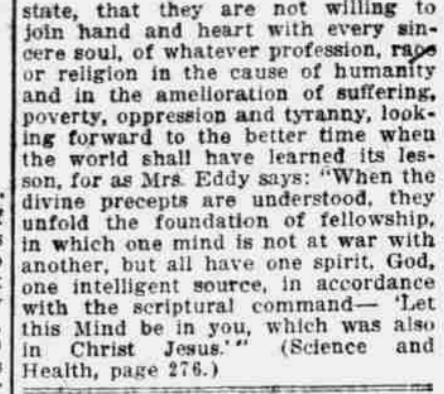 state, that they are not willing to
join hand and heart with every sin-
cere soul, of whatever profession, race
or religion in the cause of humanity
and in the amelioration of suffering,
poverty, oppression and tyranny, look-
ing forward to the better time when
the world shall have learned its les-
son, for as Mrs. Eddy says: "When the
divine precepts are understood, they
unfold the foundation of fellowship,
in which one mind is not at war with
another, but all have one spirit, God,
one intelligent source, in accordance
with the scriptural command— 'Let
this Mind be in you, which was also
in Christ Jesus.'" (Science and
Health, page 276.)